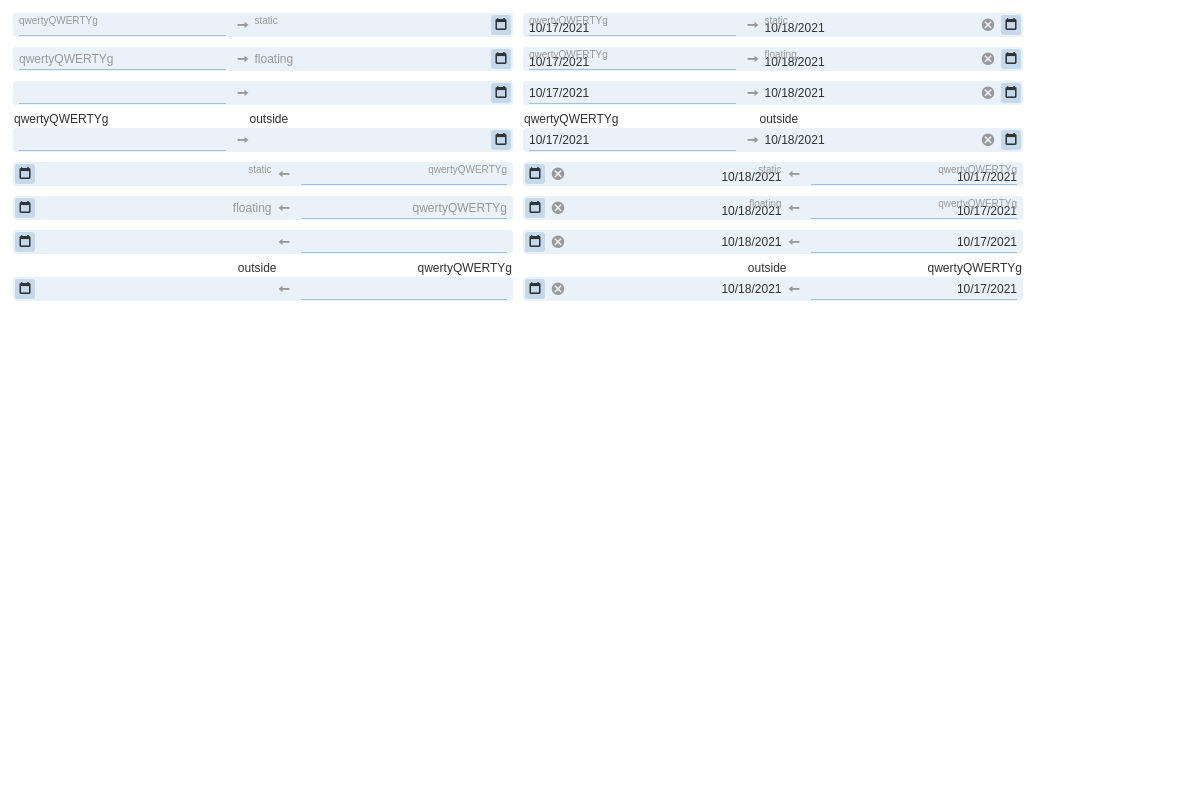 qwertyQWERTYg static qwertyQWERTYg static
10/17/2021 10/18/2021
qwertyQWERTYg floating qwertyQWERTYg floating
10/17/2021 10/18/2021
10/17/2021 10/18/2021
qwertyQWERTYg outside qwertyQWERTYg outside
10/17/2021 10/18/2021
static qwertyQWERTYg static qwertyQWERTYg
10/18/2021 10/17/2021
floating qwertyQWERTYg floating qwertyQWERTYg
10/18/2021 10/17/2021
10/18/2021 10/17/2021
outside qwertyQWERTYg outside qwertyQWERTYg
10/18/2021 10/17/2021